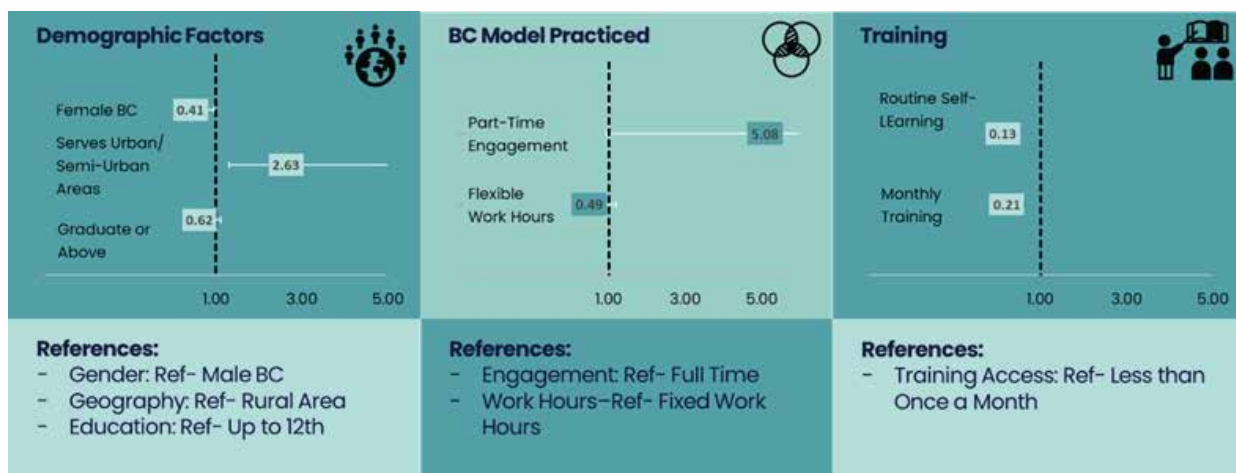 Demographic Factors
Female BC
0.41
Serves Urban/
Semi-Urban
Areas
2.63
Graduate or
Above
0.62
1.00 3.00 5.00
References:
- Gender: Ref- Male BC
- Geography: Ref- Rural Area
- Education: Ref- Up to 12th
BC Model Practiced
Part-Time
Engagement
5.08
Flexible
Work Hours
0.49
1.00 3.00 5.00
References:
- Engagement: Ref- Full Time
- Work Hours–Ref- Fixed Work
Hours
Training
Routine Self-
LEarning
0.13
Monthly
Training
0.21
1.00 3.00 5.00
References:
- Training Access: Ref- Less than
Once a Month